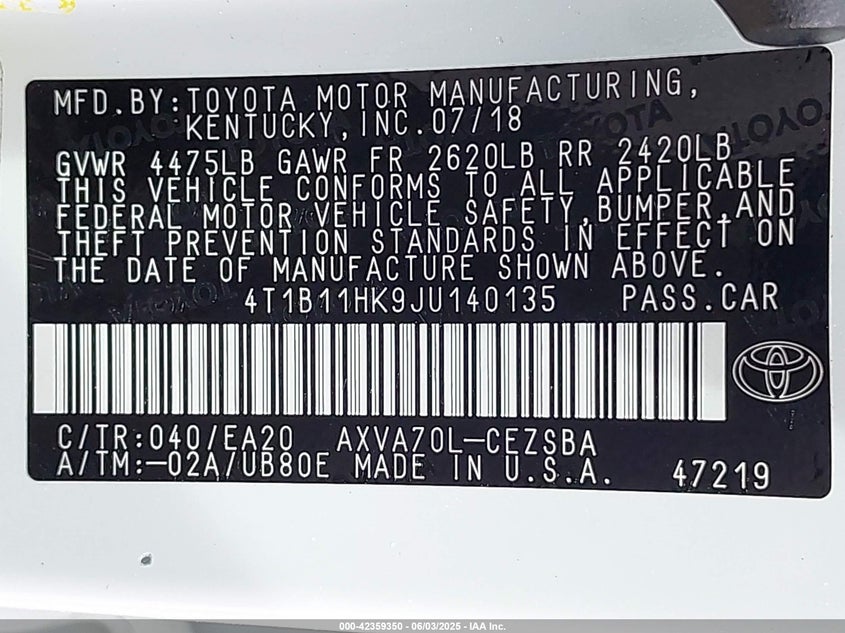 MFD.BY:TOYOTA MOTOR MANUFACTURING,
KENTUCKY,INC.07/18
GVWR 4475LB GAWR FR 2620LB RR 2420LB
THIS VEHICLE CONFORMS TO ALL APPLICABLE
FEDERAL MOTOR VEHICLE SAFETY,BUMPER,AND
THEFT PREVENTION STANDARDS IN EFFECT ON
THE DATE OF MANUFACTURE SHOWN ABOVE.
4T1B11HK9JU140135 PASS.CAR
C/TR:040/EA20 AXVA70L-CEZSBA
A/TM:-02A/UB80E MADE IN U.S.A. 47219
000-42359350 - 06/03/2025 - IAA Inc.